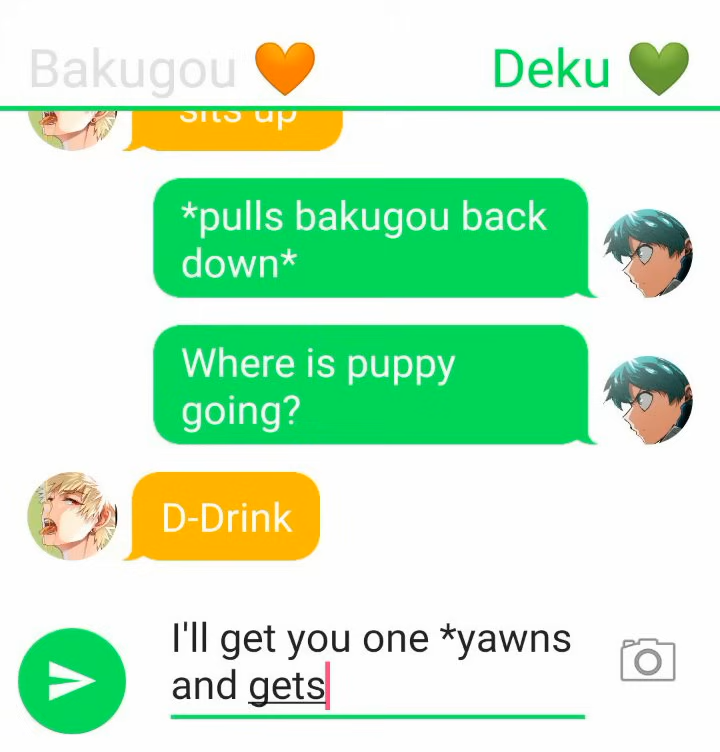 Bakugou 🧡 Deku 💚
sits up
*pulls bakugou back
down*
Where is puppy
going?
D-Drink
I'll get you one *yawns
and gets